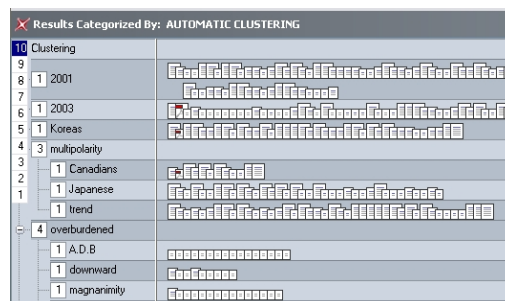 Results Categorized By: AUTOMATIC CLUSTERING
10 Clustering
9
8 1 2001
7
6 1 2003
5 1 Koreas
4 3 multipolarity
3
1 Canadians
2
1 1 Japanese
1 trend
4 overburdened
1 A.D.B
1 downward
1 magnanimity